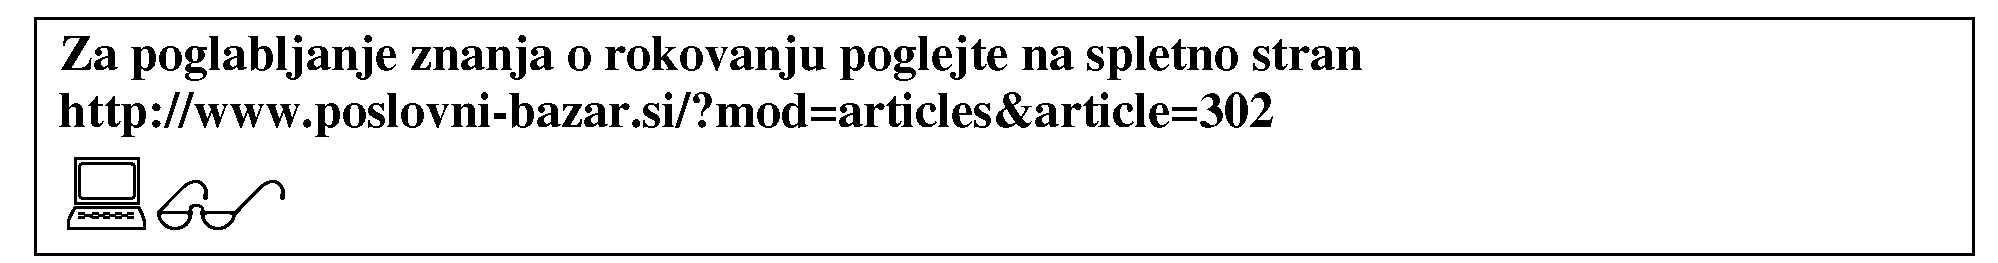 Za poglabljanje znanja o rokovanju poglejte na spletno stran
http://www.poslovni-bazar.si/?mod=articles&article=302